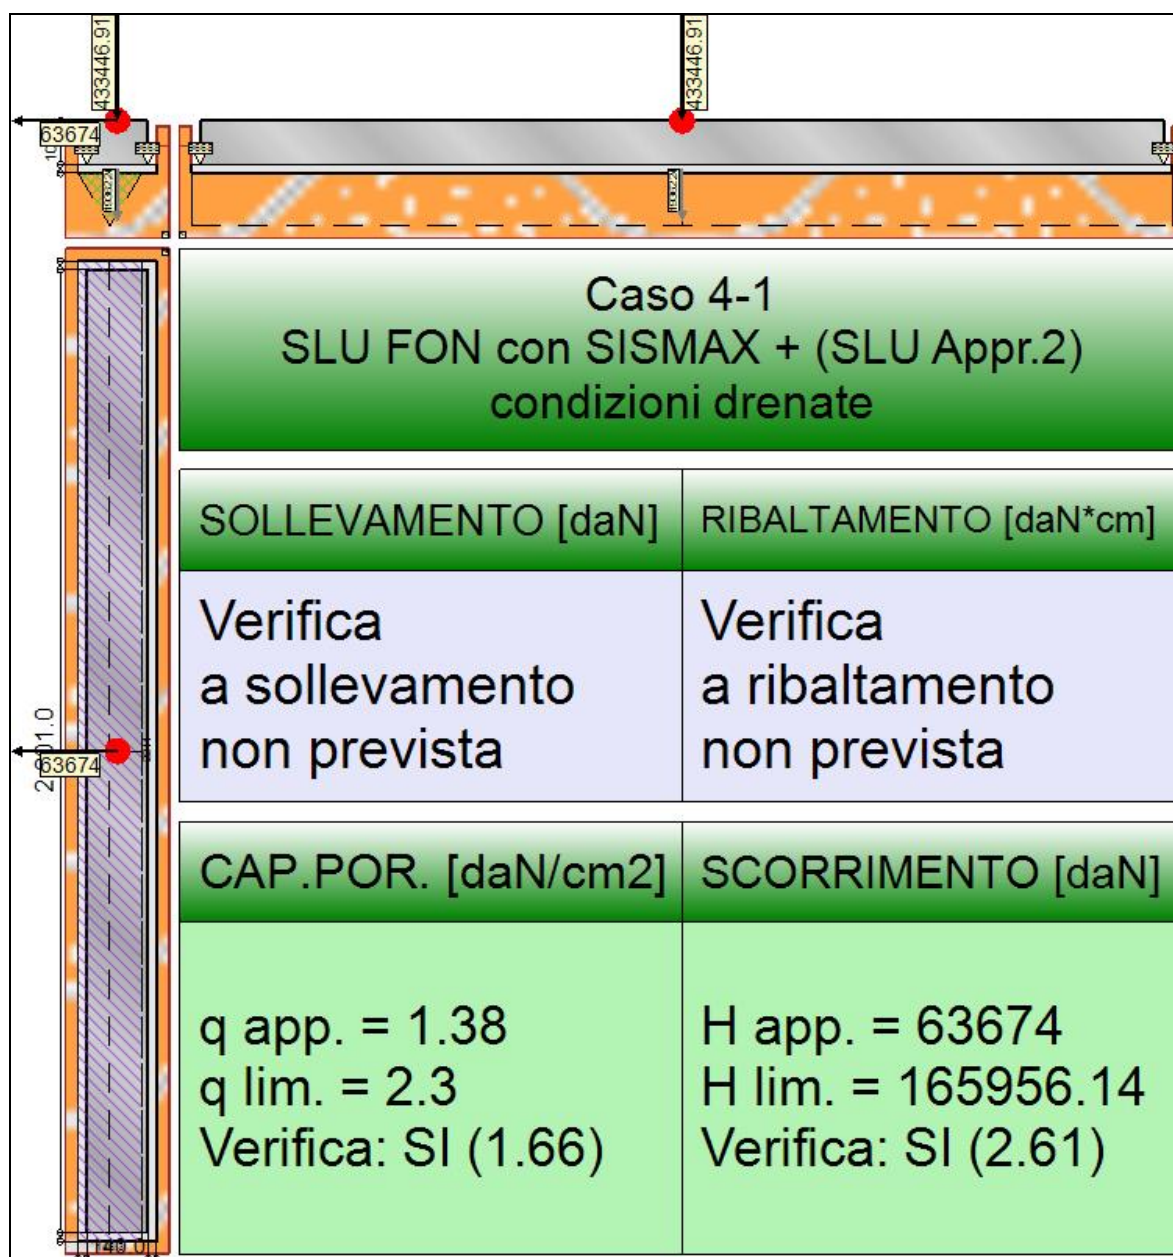 433446.91
433446.91
63674
Caso 4-1
SLU FON con SISMAX + (SLU Appr.2)
condizioni drenate
SOLLEVAMENTO [daN]
RIBALTAMENTO [daN*cm]
Verifica
a sollevamento
non prevista
Verifica
a ribaltamento
non prevista
63674
CAP.POR. [daN/cm2]
SCORRIMENTO [daN]
q app. = 1.38
q lim. = 2.3
Verifica: SI (1.66)
H app. = 63674
H lim. = 165956.14
Verifica: SI (2.61)
140.0